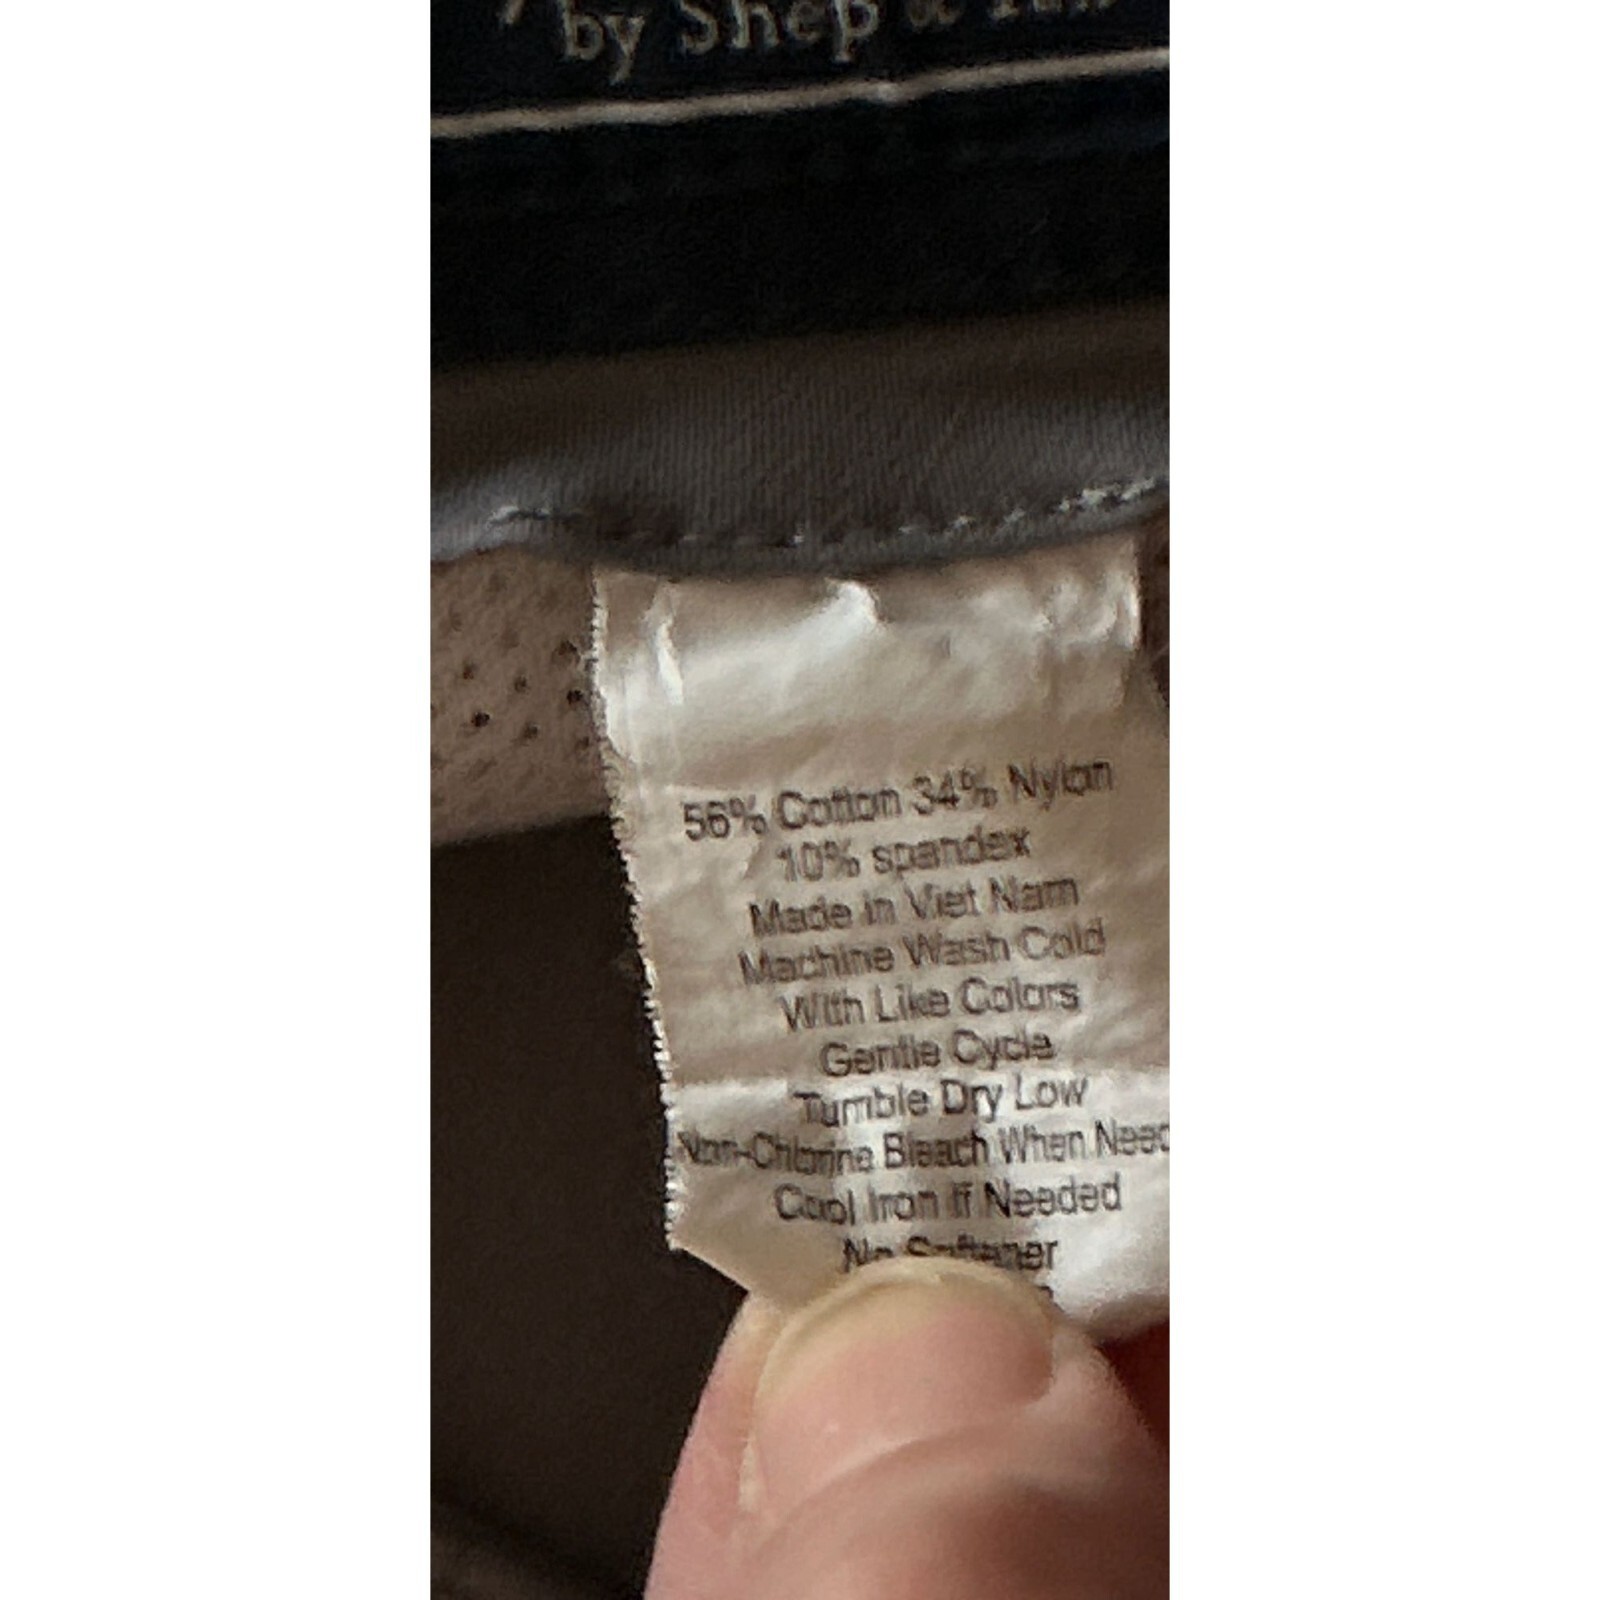 by Shep &
56% Cotton 34% Nylon
10% spandex
Made in Viet Nam
Machine Wash Cold
With Like Colors
Gentle Cycle
Tumble Dry Low
Non-Chlorine Bleach When Need
Cool Iron If Needed
No Softener